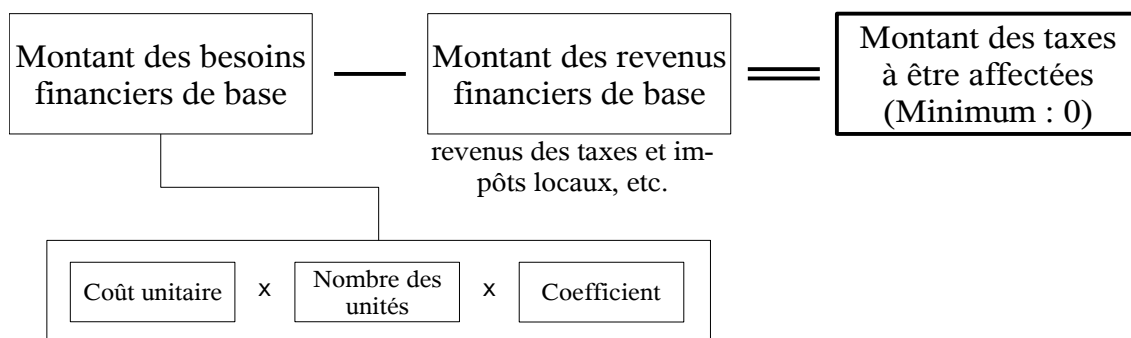 Montant des besoins
financiers de base
Montant des revenus
financiers de base
Montant des taxes
à être affectées
(Minimum : 0)
revenus des taxes et im-
pôts locaux, etc.
Coût unitaire
x
Nombre des
unités
x
Coefficient